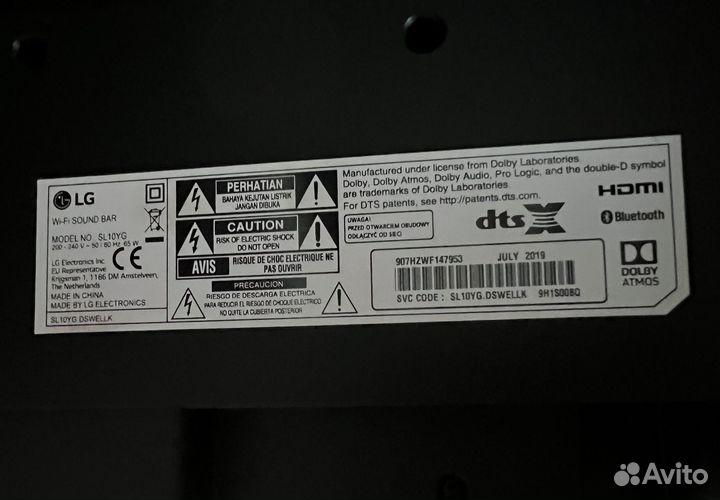 LG
Wi-Fi SOUND BAR
MODEL NO. SL10YG
200 - 240 V ~ 50 / 60 Hz 65 W
LG Electronics Inc.
EU Representative
Krijgsman 1, 1186 DM Amstelveen,
The Netherlands
MADE IN CHINA
MADE BY LG ELECTRONICS
SL10YG DSWELLK
PERHATIAN
BAHAYA KEJUTAN LISTRIK
JANGAN DIBUKA
CAUTION
RISK OF ELECTRIC SHOCK
DO NOT OPEN
AVIS
RISQUE DE CHOC ELECTRIQUE NE
PAS OUVRIR
PRECAUCION
RIESGO DE DESCARGA ELECTRICA
PARA REDUCIR EL RIESGO DE CHOQUE ELECTRICO
NO QUITE LA CUBIERTA POSTERIOR
Manufactured under license from Dolby Laboratories.
Dolby, Dolby Atmos, Dolby Audio, Pro Logic, and the double-D symbol
are trademarks of Dolby Laboratories.
For DTS patents, see http://patents.dts.com.
UWAGA!
PRZED OTWARCIEM OBUDOWY
ODŁĄCZYĆ OD SIECI
dts X
HDMI
Bluetooth
907HZWF147953 JULY 2019
SVC CODE : SL10YG.DSWELLK 9H1S00BQ
DOLBY
ATMOS
Avito